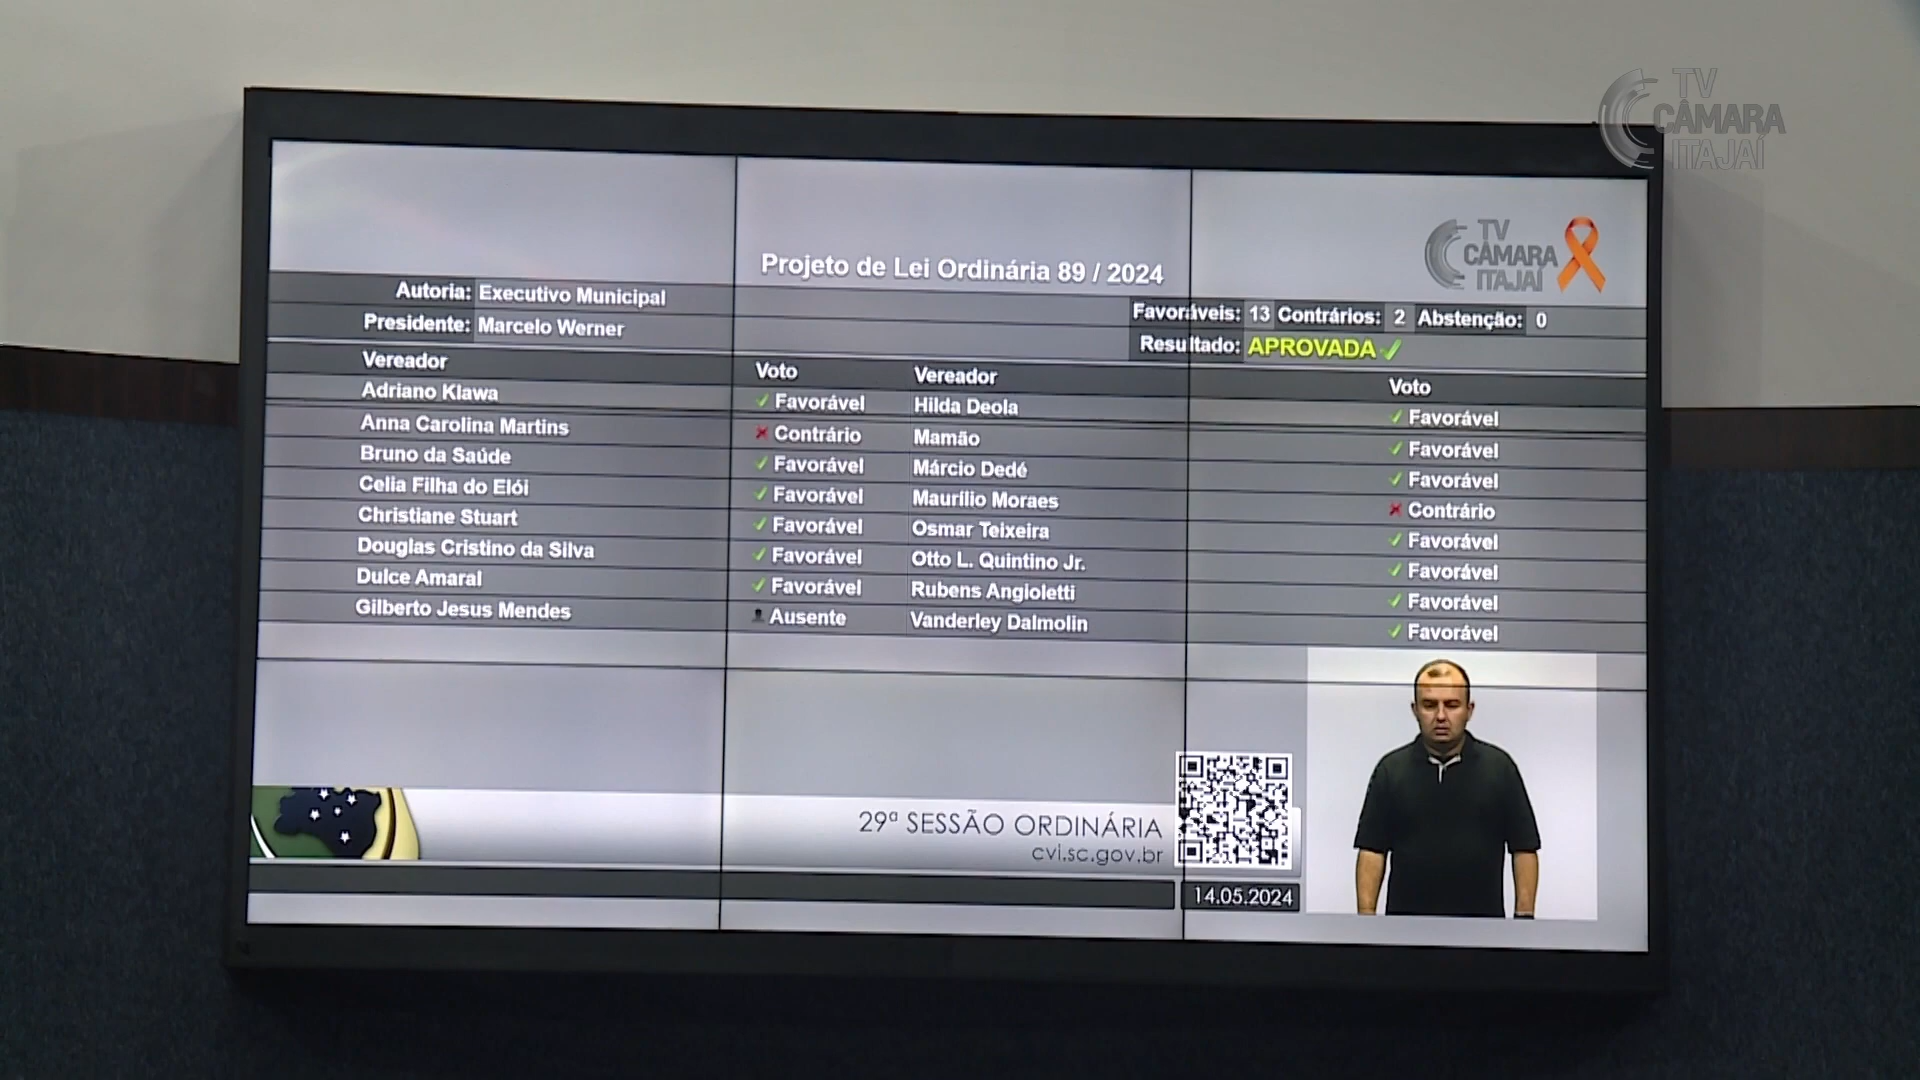 TV
CÂMARA
ITAJAÍ
TV
CÂMARA
ITAJAÍ
Projeto de Lei Ordinária 89 / 2024
Autoria: Executivo Municipal
Presidente: Marcelo Werner
Favoráveis: 13 Contrários: 2 Abstenção: 0
Resultado: APROVADA
Vereador Voto Vereador Voto
Adriano Klawa Favorável Hilda Deola Favorável
Anna Carolina Martins Contrário Mamão Favorável
Bruno da Saúde Favorável Márcio Dedé Favorável
Celia Filha do Elói Favorável Maurílio Moraes Contrário
Christiane Stuart Favorável Osmar Teixeira Favorável
Douglas Cristino da Silva Favorável Otto L. Quintino Jr. Favorável
Dulce Amaral Favorável Rubens Angioletti Favorável
Gilberto Jesus Mendes Ausente Vanderley Dalmolin Favorável
29ª SESSÃO ORDINÁRIA
cvi.sc.gov.br
14.05.2024